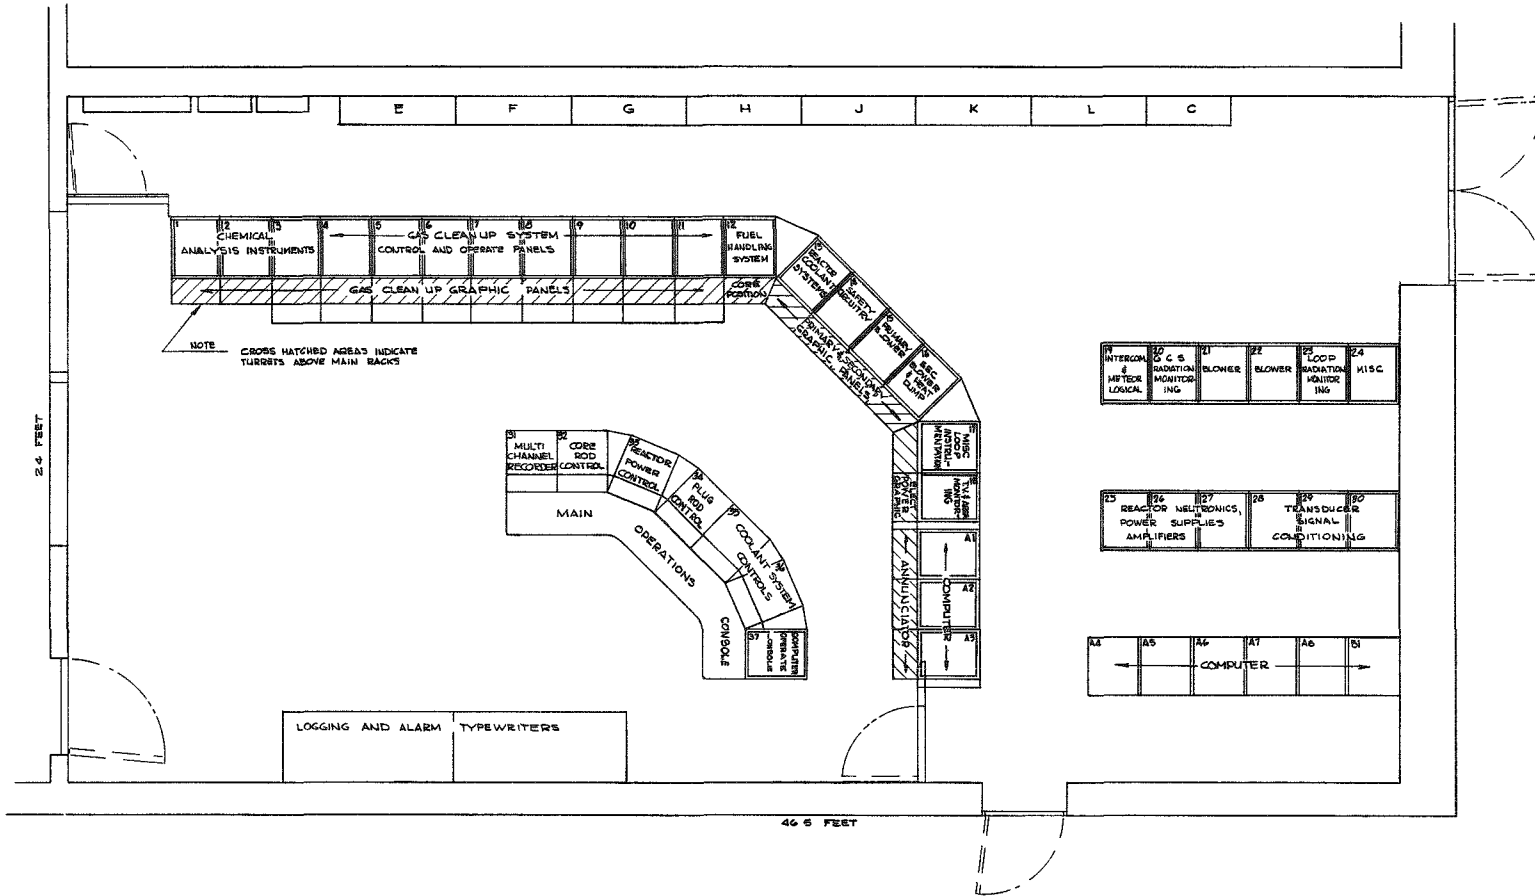 E F G H J K L C
1 2 3 4 5 6 7 8 9 10 11 12
CHEMICAL
ANALYSIS INSTRUMENTS
GAS CLEAN UP SYSTEM
CONTROL AND OPERATE PANELS
FUEL
HANDLING
SYSTEM
GAS CLEAN UP GRAPHIC PANELS
CORE
POSITION
NOTE
CROSS HATCHED AREAS INDICATE
TURRETS ABOVE MAIN RACKS
REACTOR
COOLANT
SYSTEMS
SAFETY
CIRCUITRY
PRIMARY
BLOWER
SEC.
BLOWER
& HEAT
DUMP
PRIMARY & SECONDARY
GRAPHIC PANELS
17
MISC
LOOP
INSTRU-
MENTATION
18
MONITOR-
ING
ELECT
POWER
GRAPHIC
ANNUNCIATOR
A1
A2
A3
COMPUTER
19
INTERCOM
&
METEOR
LOGICAL
20
G C S
RADIATION
MONITOR-
ING
21
BLOWER
22
BLOWER
23
LOOP
RADIATION
MONITOR
ING
24
MISC
25 26 27 28 29 30
REACTOR NEUTRONICS,
POWER SUPPLIES
AMPLIFIERS
TRANSDUCER
SIGNAL
CONDITIONING
A4 A5 A6 A7 A8 B1
COMPUTER
31
MULTI
CHANNEL
RECORDER
32
CORE
ROD
CONTROL
33
REACTOR
POWER
CONTROL
34
PLUG
ROD
CONTROL
35
COOLANT SYSTEM
CONTROLS
36
37
COMPUTER
OPERATE
CONSOLE
MAIN
OPERATIONS
CONSOLE
LOGGING AND ALARM TYPEWRITERS
24 FEET
46 5 FEET